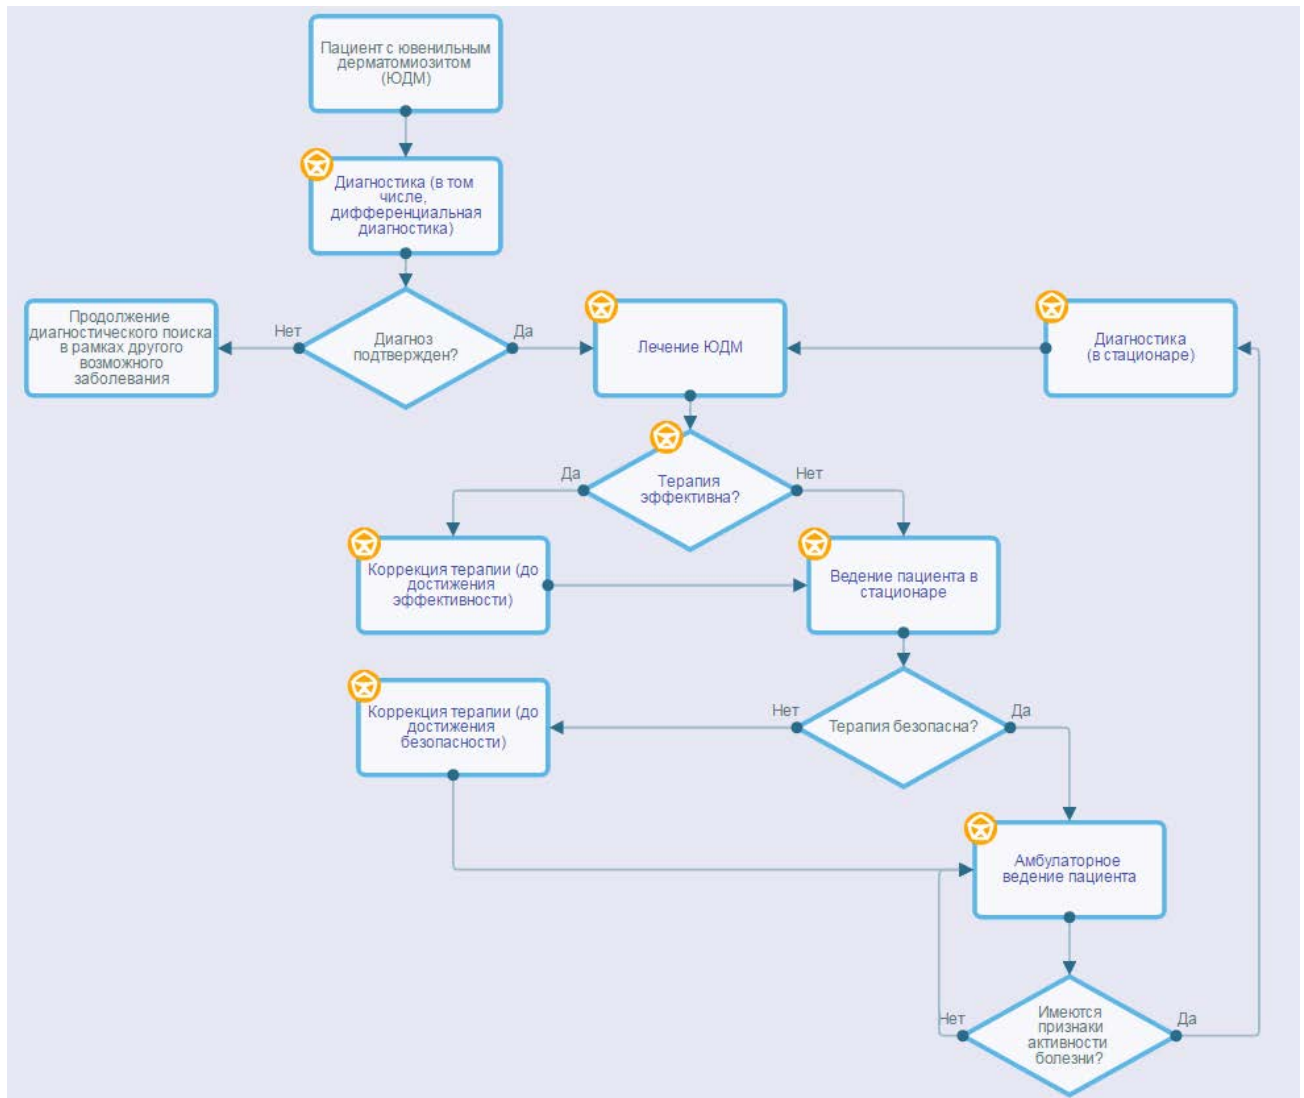 Пациент с ювенильным
дерматомиозитом
(ЮДМ)
Диагностика (в том
числе,
дифференциальная
диагностика)
Продолжение
диагностического поиска
в рамках другого
возможного
заболевания
Нет
Диагноз
подтвержден?
Да
Лечение ЮДМ
Диагностика
(в стационаре)
Да
Терапия
эффективна?
Нет
Коррекция терапии (до
достижения
эффективности)
Ведение пациента в
стационаре
Коррекция терапии (до
достижения
безопасности)
Нет
Терапия безопасна?
Да
Амбулаторное
ведение пациента
Нет
Имеются
признаки
активности
болезни?
Да